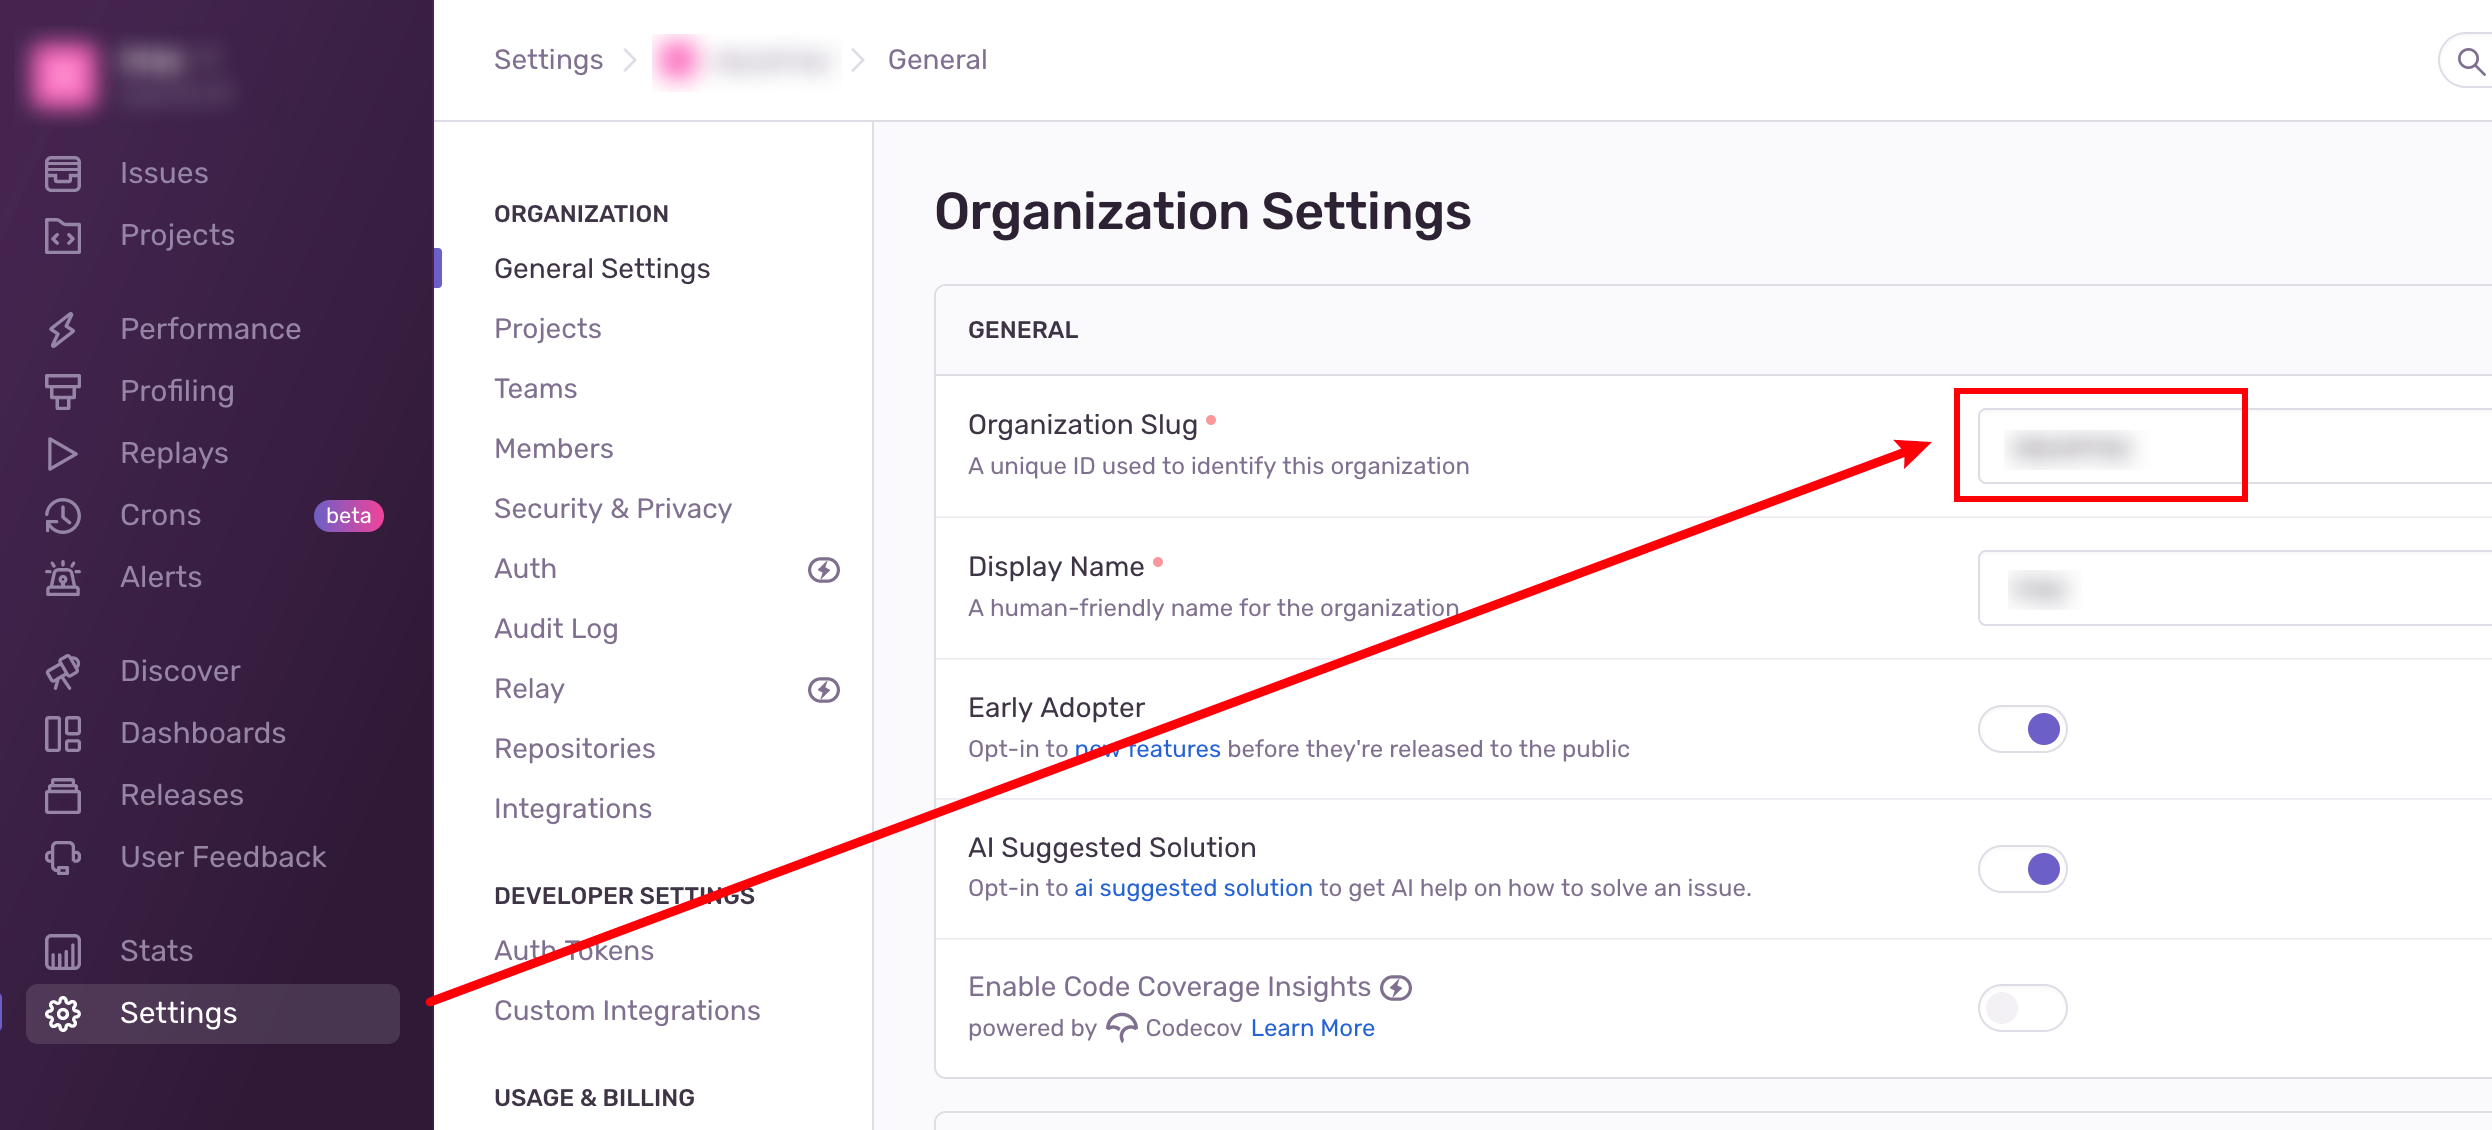 Issues
Projects
Performance
Profiling
Replays
Crons
beta
Alerts
Discover
Dashboards
Releases
User Feedback
Stats
Settings
Settings
General
ORGANIZATION
General Settings
Projects
Teams
Members
Security & Privacy
Auth
Audit Log
Relay
Repositories
Integrations
DEVELOPER SETTINGS
Auth Tokens
Custom Integrations
USAGE & BILLING
Organization Settings
GENERAL
Organization Slug
A unique ID used to identify this organization
Display Name
A human-friendly name for the organization
Early Adopter
Opt-in to new features before they're released to the public
AI Suggested Solution
Opt-in to ai suggested solution to get AI help on how to solve an issue.
Enable Code Coverage Insights
powered by Codecov Learn More